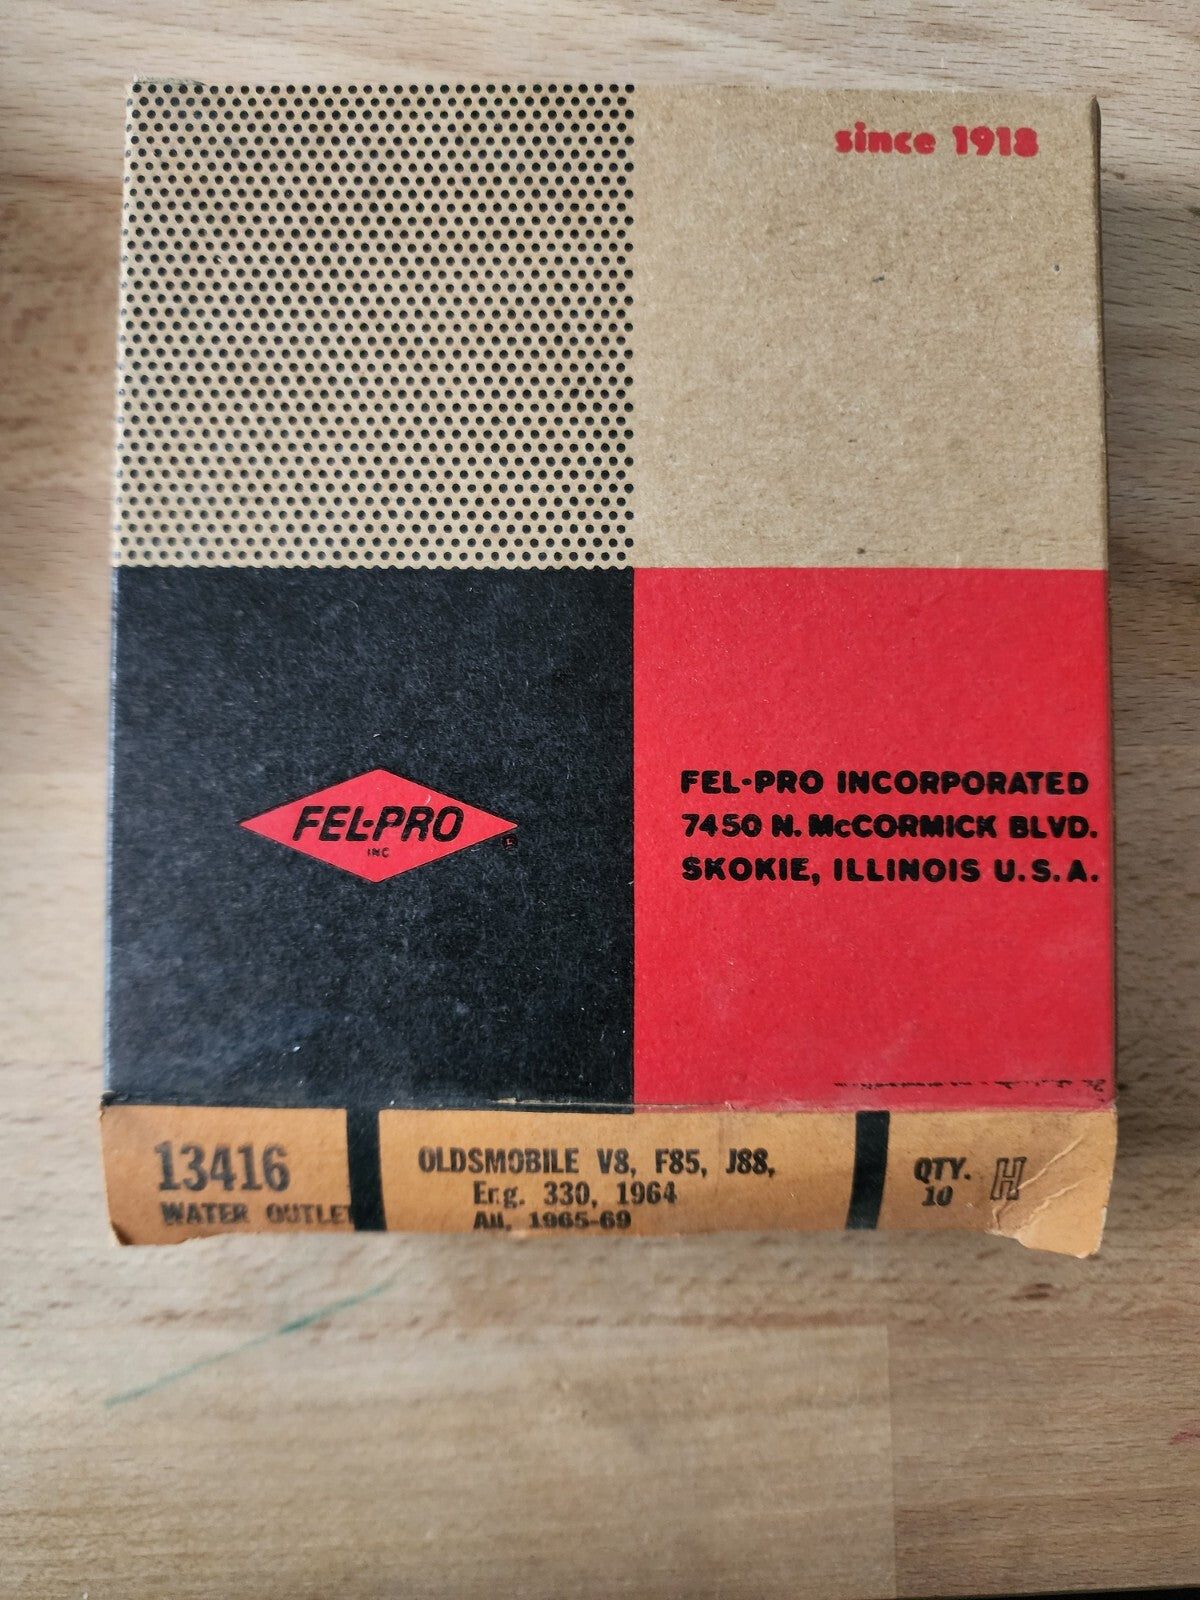 since 1918
FEL-PRO
INC
FEL-PRO INCORPORATED
7450 N. McCORMICK BLVD.
SKOKIE, ILLINOIS U.S.A.
13416
WATER OUTLET
OLDSMOBILE V8, F85, J88,
Eng. 330, 1964
All, 1965-69
QTY.
10
H